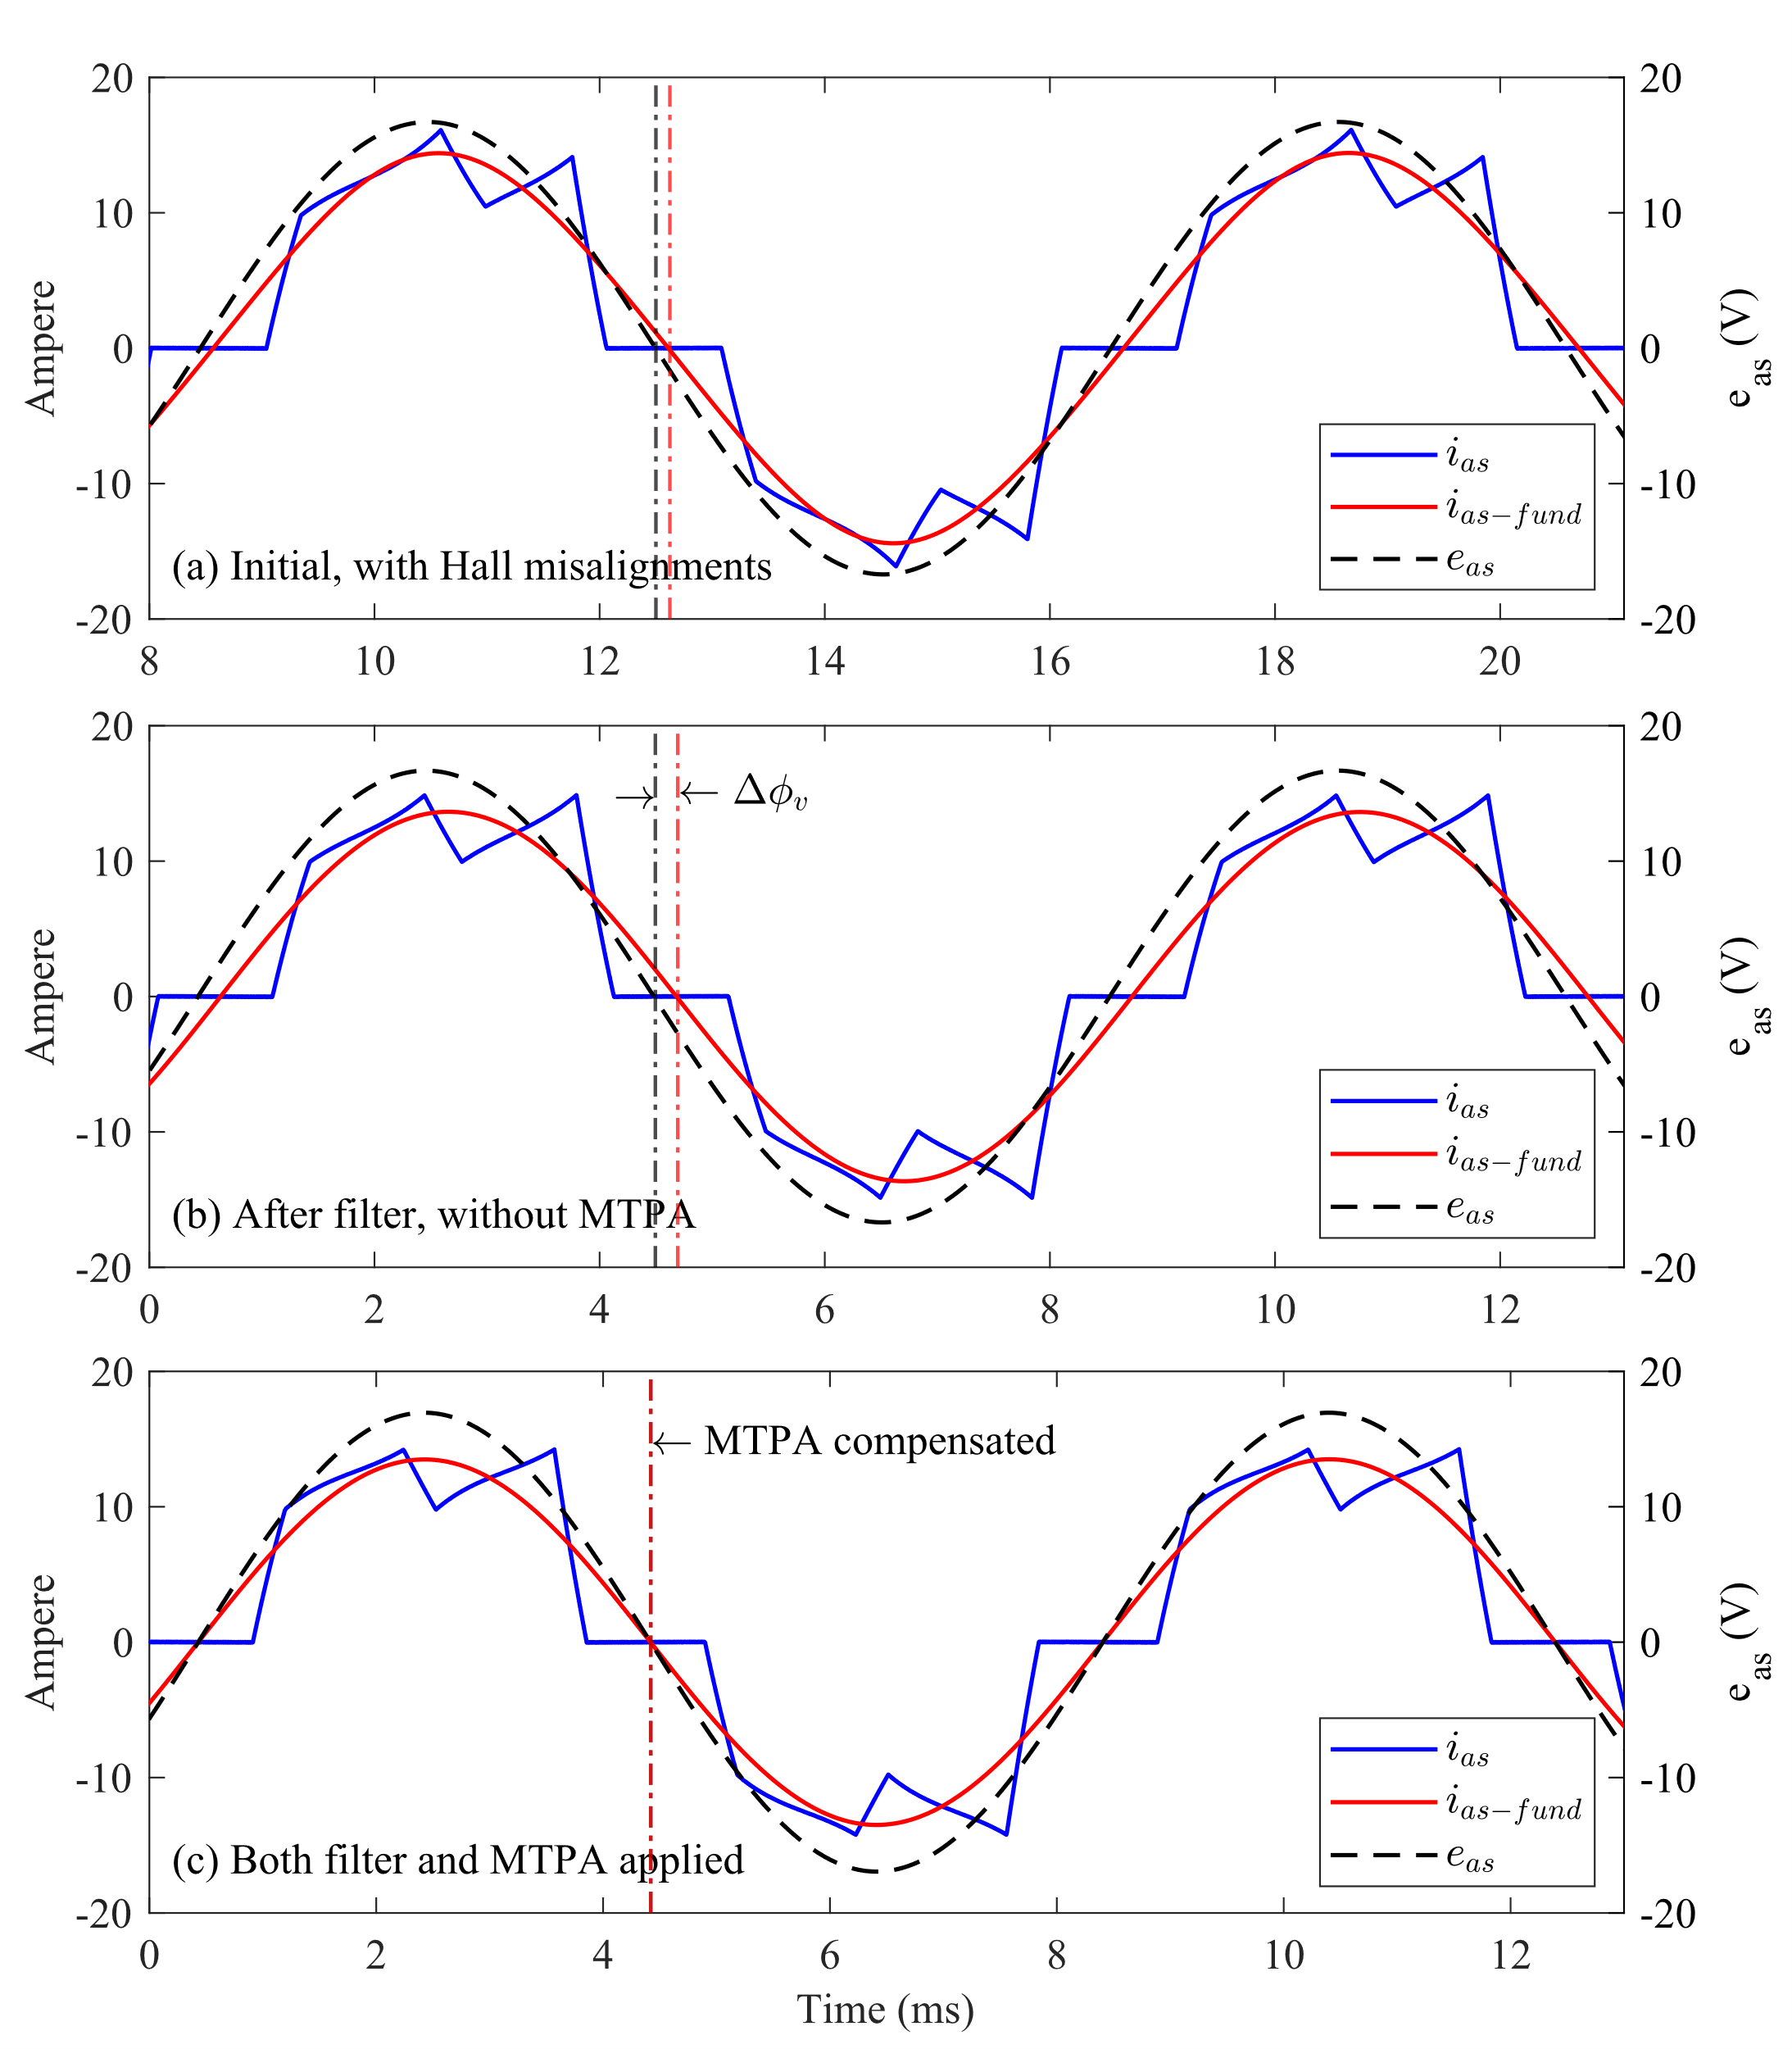 20
10
0
-10
-20
Ampere
20
10
0
-10
-20
e_as (V)
i_as
i_as−fund
e_as
(a) Initial, with Hall misalignments
8 10 12 14 16 18 20
20
10
0
-10
-20
Ampere
20
10
0
-10
-20
e_as (V)
Δϕ_v
i_as
i_as−fund
e_as
(b) After filter, without MTPA
0 2 4 6 8 10 12
20
10
0
-10
-20
Ampere
20
10
0
-10
-20
e_as (V)
MTPA compensated
i_as
i_as−fund
e_as
(c) Both filter and MTPA applied
0 2 4 6 8 10 12
Time (ms)